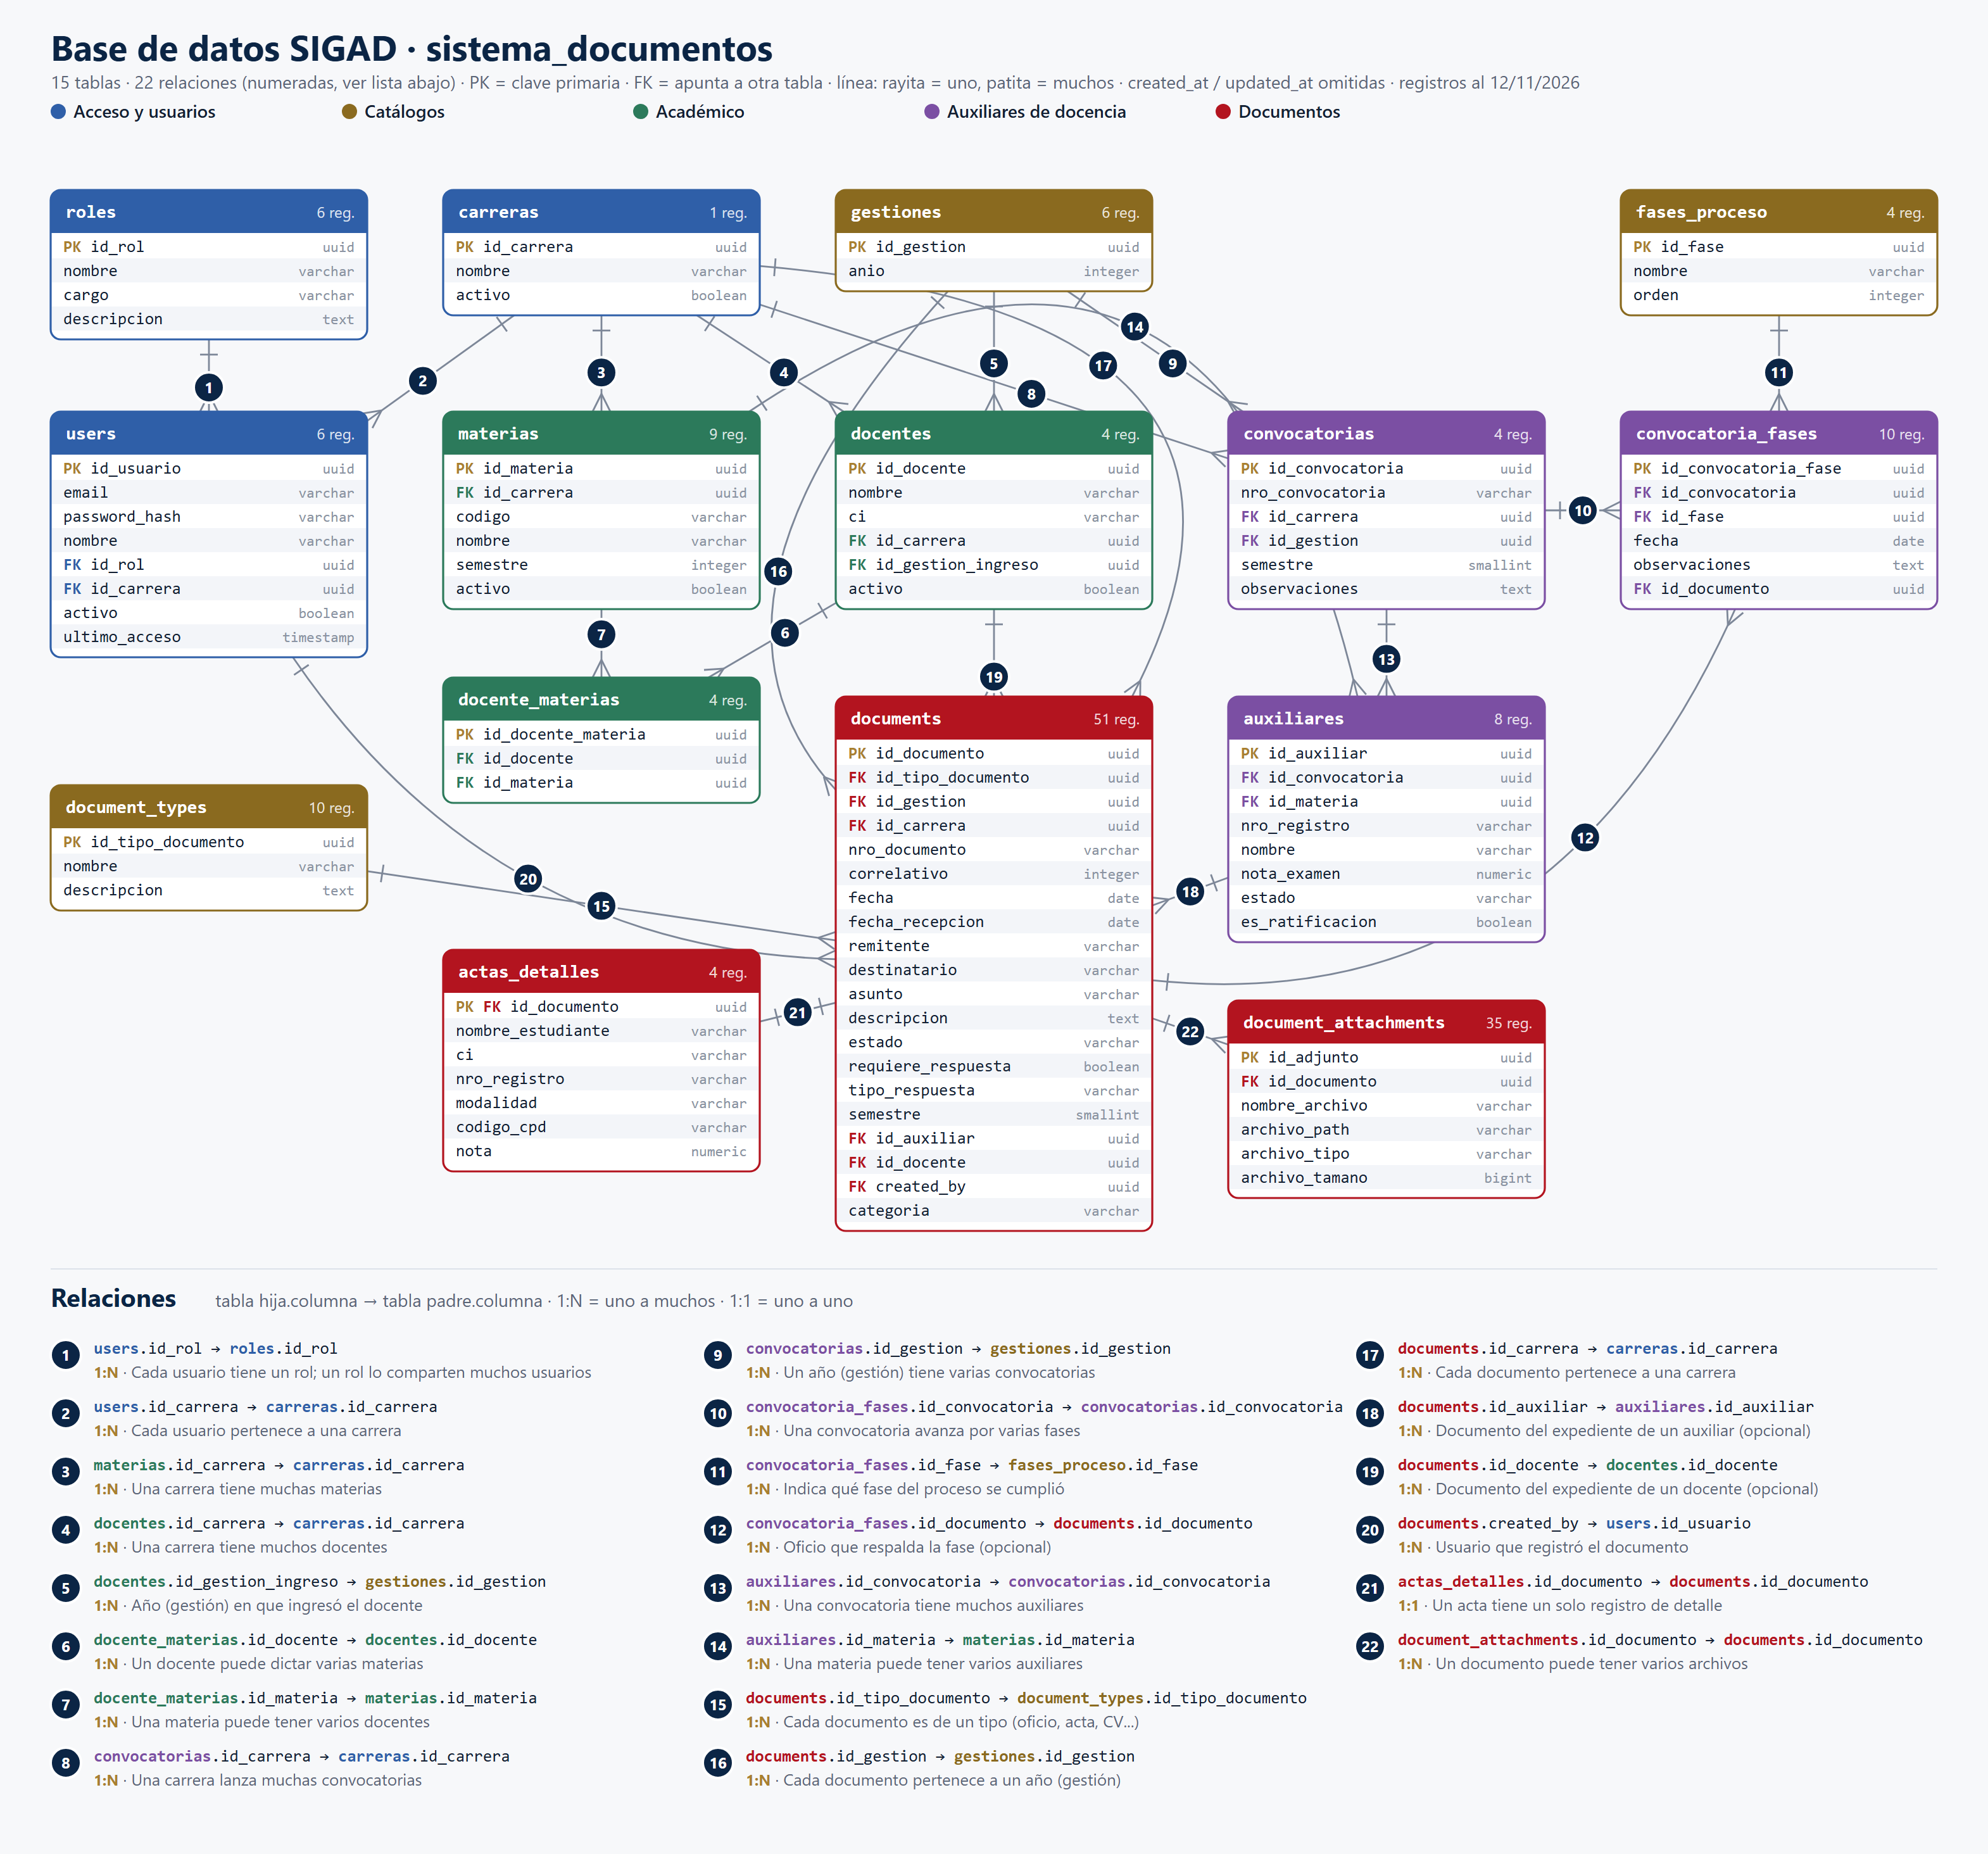 Base de datos SIGAD · sistema_documentos
15 tablas · 22 relaciones (numeradas, ver lista abajo) · PK = clave primaria · FK = apunta a otra tabla · línea: rayita = uno, patita = muchos · created_at / updated_at omitidas · registros al 12/11/2026
Acceso y usuarios
Catálogos
Académico
Auxiliares de docencia
Documentos
roles 6 reg.
PK id_rol uuid
nombre varchar
cargo varchar
descripcion text
carreras 1 reg.
PK id_carrera uuid
nombre varchar
activo boolean
gestiones 6 reg.
PK id_gestion uuid
anio integer
fases_proceso 4 reg.
PK id_fase uuid
nombre varchar
orden integer
14
17
9
5
1
2
3
4
8
11
users 6 reg.
PK id_usuario uuid
email varchar
password_hash varchar
nombre varchar
FK id_rol uuid
FK id_carrera uuid
activo boolean
ultimo_acceso timestamp
materias 9 reg.
PK id_materia uuid
FK id_carrera uuid
codigo varchar
nombre varchar
semestre integer
activo boolean
docentes 4 reg.
PK id_docente uuid
nombre varchar
ci varchar
FK id_carrera uuid
FK id_gestion_ingreso uuid
activo boolean
convocatorias 4 reg.
PK id_convocatoria uuid
nro_convocatoria varchar
FK id_carrera uuid
FK id_gestion uuid
semestre smallint
observaciones text
10
convocatoria_fases 10 reg.
PK id_convocatoria_fase uuid
FK id_convocatoria uuid
FK id_fase uuid
fecha date
observaciones text
FK id_documento uuid
16
7
6
19
13
docente_materias 4 reg.
PK id_docente_materia uuid
FK id_docente uuid
FK id_materia uuid
documents 51 reg.
PK id_documento uuid
FK id_tipo_documento uuid
FK id_gestion uuid
FK id_carrera uuid
nro_documento varchar
correlativo integer
fecha date
fecha_recepcion date
remitente varchar
destinatario varchar
asunto varchar
descripcion text
estado varchar
requiere_respuesta boolean
tipo_respuesta varchar
semestre smallint
FK id_auxiliar uuid
FK id_docente uuid
FK created_by uuid
categoria varchar
auxiliares 8 reg.
PK id_auxiliar uuid
FK id_convocatoria uuid
FK id_materia uuid
nro_registro varchar
nombre varchar
nota_examen numeric
estado varchar
es_ratificacion boolean
12
18
document_types 10 reg.
PK id_tipo_documento uuid
nombre varchar
descripcion text
20
15
actas_detalles 4 reg.
PK FK id_documento uuid
nombre_estudiante varchar
ci varchar
nro_registro varchar
modalidad varchar
codigo_cpd varchar
nota numeric
21
22
document_attachments 35 reg.
PK id_adjunto uuid
FK id_documento uuid
nombre_archivo varchar
archivo_path varchar
archivo_tipo varchar
archivo_tamano bigint
Relaciones tabla hija.columna → tabla padre.columna · 1:N = uno a muchos · 1:1 = uno a uno
1 users.id_rol → roles.id_rol
1:N · Cada usuario tiene un rol; un rol lo comparten muchos usuarios
2 users.id_carrera → carreras.id_carrera
1:N · Cada usuario pertenece a una carrera
3 materias.id_carrera → carreras.id_carrera
1:N · Una carrera tiene muchas materias
4 docentes.id_carrera → carreras.id_carrera
1:N · Una carrera tiene muchos docentes
5 docentes.id_gestion_ingreso → gestiones.id_gestion
1:N · Año (gestión) en que ingresó el docente
6 docente_materias.id_docente → docentes.id_docente
1:N · Un docente puede dictar varias materias
7 docente_materias.id_materia → materias.id_materia
1:N · Una materia puede tener varios docentes
8 convocatorias.id_carrera → carreras.id_carrera
1:N · Una carrera lanza muchas convocatorias
9 convocatorias.id_gestion → gestiones.id_gestion
1:N · Un año (gestión) tiene varias convocatorias
10 convocatoria_fases.id_convocatoria → convocatorias.id_convocatoria
1:N · Una convocatoria avanza por varias fases
11 convocatoria_fases.id_fase → fases_proceso.id_fase
1:N · Indica qué fase del proceso se cumplió
12 convocatoria_fases.id_documento → documents.id_documento
1:N · Oficio que respalda la fase (opcional)
13 auxiliares.id_convocatoria → convocatorias.id_convocatoria
1:N · Una convocatoria tiene muchos auxiliares
14 auxiliares.id_materia → materias.id_materia
1:N · Una materia puede tener varios auxiliares
15 documents.id_tipo_documento → document_types.id_tipo_documento
1:N · Cada documento es de un tipo (oficio, acta, CV...)
16 documents.id_gestion → gestiones.id_gestion
1:N · Cada documento pertenece a un año (gestión)
17 documents.id_carrera → carreras.id_carrera
1:N · Cada documento pertenece a una carrera
18 documents.id_auxiliar → auxiliares.id_auxiliar
1:N · Documento del expediente de un auxiliar (opcional)
19 documents.id_docente → docentes.id_docente
1:N · Documento del expediente de un docente (opcional)
20 documents.created_by → users.id_usuario
1:N · Usuario que registró el documento
21 actas_detalles.id_documento → documents.id_documento
1:1 · Un acta tiene un solo registro de detalle
22 document_attachments.id_documento → documents.id_documento
1:N · Un documento puede tener varios archivos